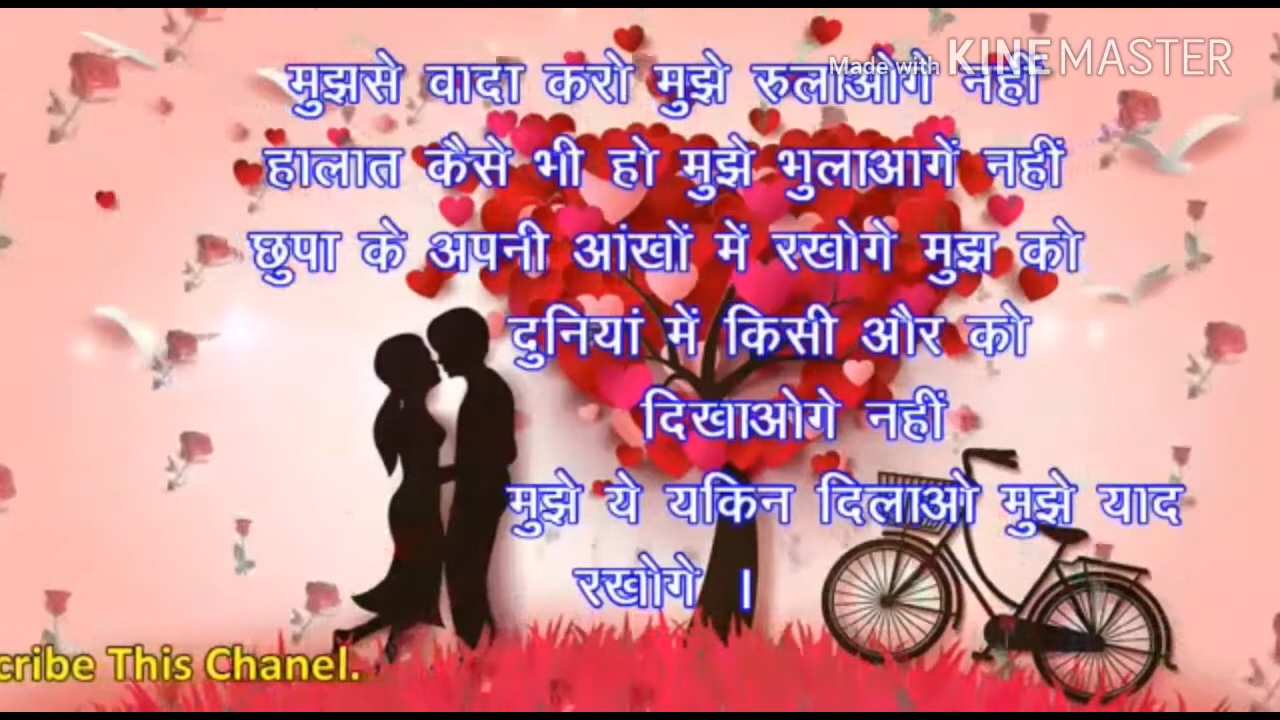 Made with KINEMASTER
मुझसे वादा करो मुझे रुलाओगे नहीं
हालात कैसे भी हो मुझे भुलाआगें नहीं
छुपा के अपनी आंखों में रखोगें मुझ को
दुनियां में किसी और को
दिखाओगे नहीं
मुझे ये यकिन दिलाओ मुझे याद
रखोगे ।
cribe This Chanel.